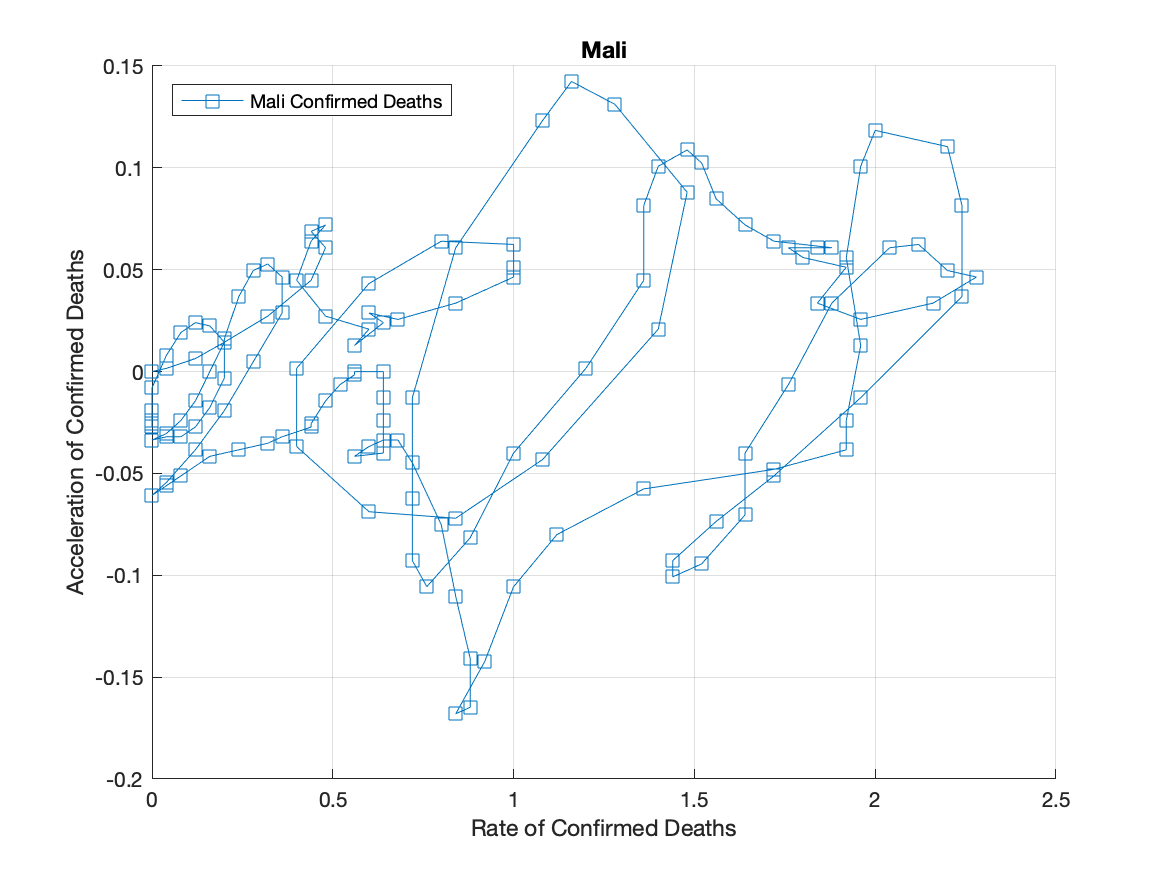 Mali
0.15
Mali Confirmed Deaths
0.1
0.05
0
-0.05
-0.1
-0.15
-0.2
Acceleration of Confirmed Deaths
0 0.5 1 1.5 2 2.5
Rate of Confirmed Deaths